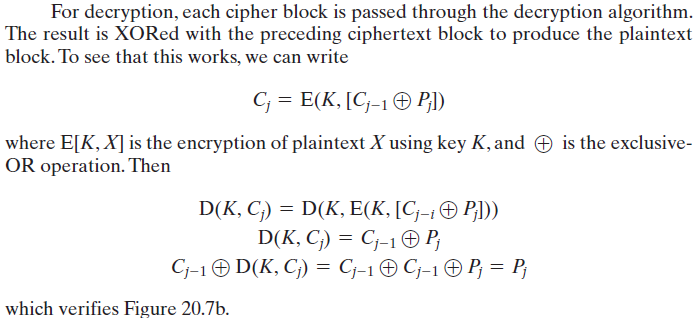 For decryption, each cipher block is passed through the decryption algorithm.
The result is XORed with the preceding ciphertext block to produce the plaintext
block. To see that this works, we can write
Cⱼ = E(K, [Cⱼ₋₁ ⊕ Pⱼ])
where E[K, X] is the encryption of plaintext X using key K, and ⊕ is the exclusive-
OR operation. Then
D(K, Cⱼ) = D(K, E(K, [Cⱼ₋ᵢ ⊕ Pⱼ]))
D(K, Cⱼ) = Cⱼ₋₁ ⊕ Pⱼ
Cⱼ₋₁ ⊕ D(K, Cⱼ) = Cⱼ₋₁ ⊕ Cⱼ₋₁ ⊕ Pⱼ = Pⱼ
which verifies Figure 20.7b.